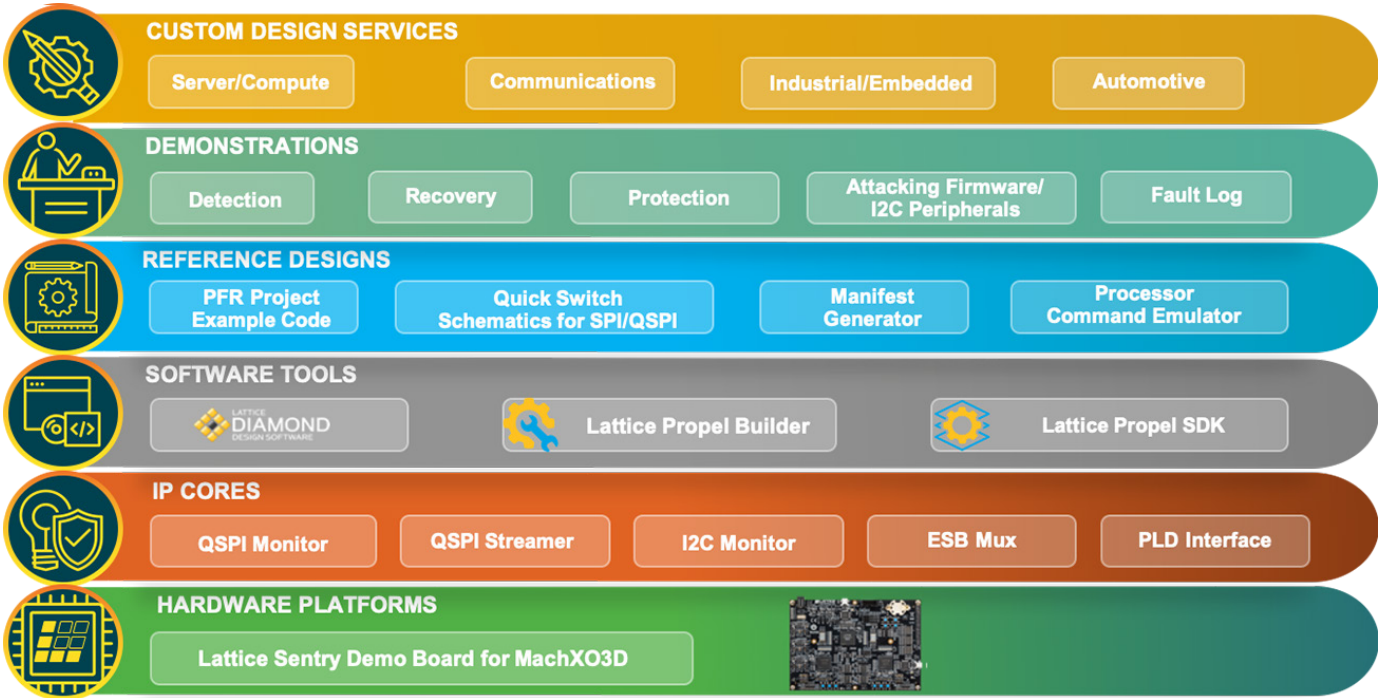 CUSTOM DESIGN SERVICES
Server/Compute
Communications
Industrial/Embedded
Automotive
DEMONSTRATIONS
Detection
Recovery
Protection
Attacking Firmware/
I2C Peripherals
Fault Log
REFERENCE DESIGNS
PFR Project
Example Code
Quick Switch
Schematics for SPI/QSPI
Manifest
Generator
Processor
Command Emulator
SOFTWARE TOOLS
LATTICE
DIAMOND
DESIGN SOFTWARE
Lattice Propel Builder
Lattice Propel SDK
IP CORES
QSPI Monitor
QSPI Streamer
I2C Monitor
ESB Mux
PLD Interface
HARDWARE PLATFORMS
Lattice Sentry Demo Board for MachXO3D